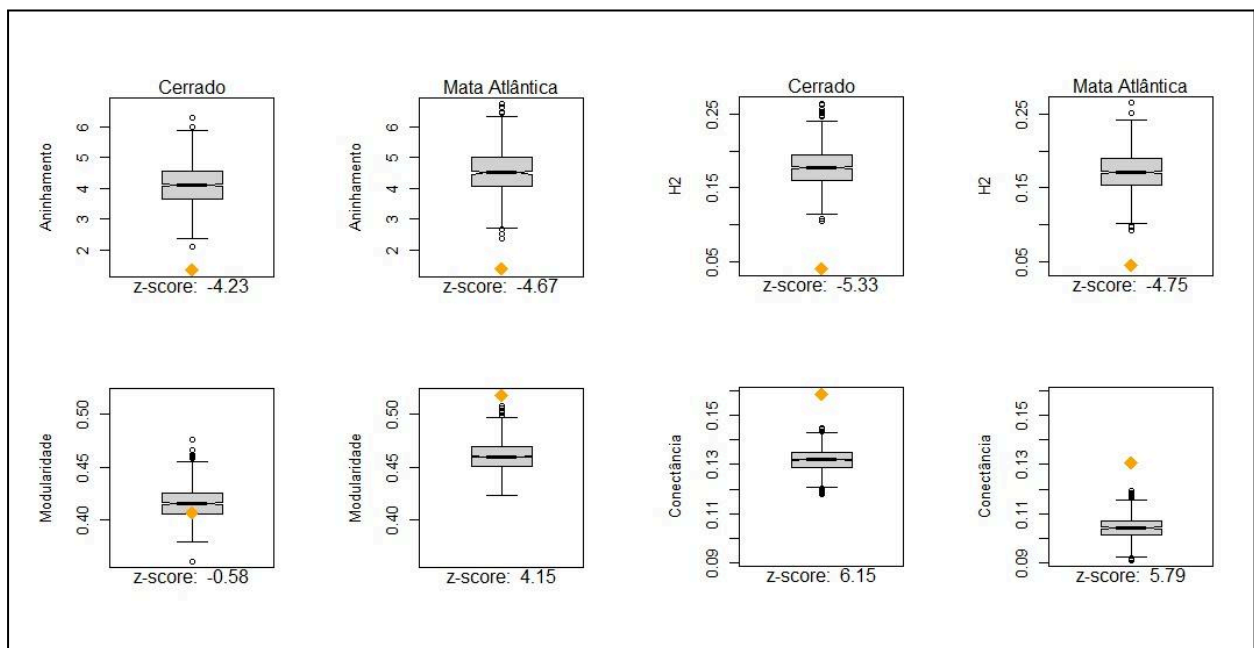 Cerrado
Aninhamento
6
5
4
3
2
z-score: -4.23
Mata Atlântica
Aninhamento
6
5
4
3
2
z-score: -4.67
Cerrado
H2
0.25
0.15
0.05
z-score: -5.33
Mata Atlântica
H2
0.25
0.15
0.05
z-score: -4.75
Modularidade
0.50
0.45
0.40
z-score: -0.58
Modularidade
0.50
0.45
0.40
z-score: 4.15
Conectância
0.15
0.13
0.11
0.09
z-score: 6.15
Conectância
0.15
0.13
0.11
0.09
z-score: 5.79